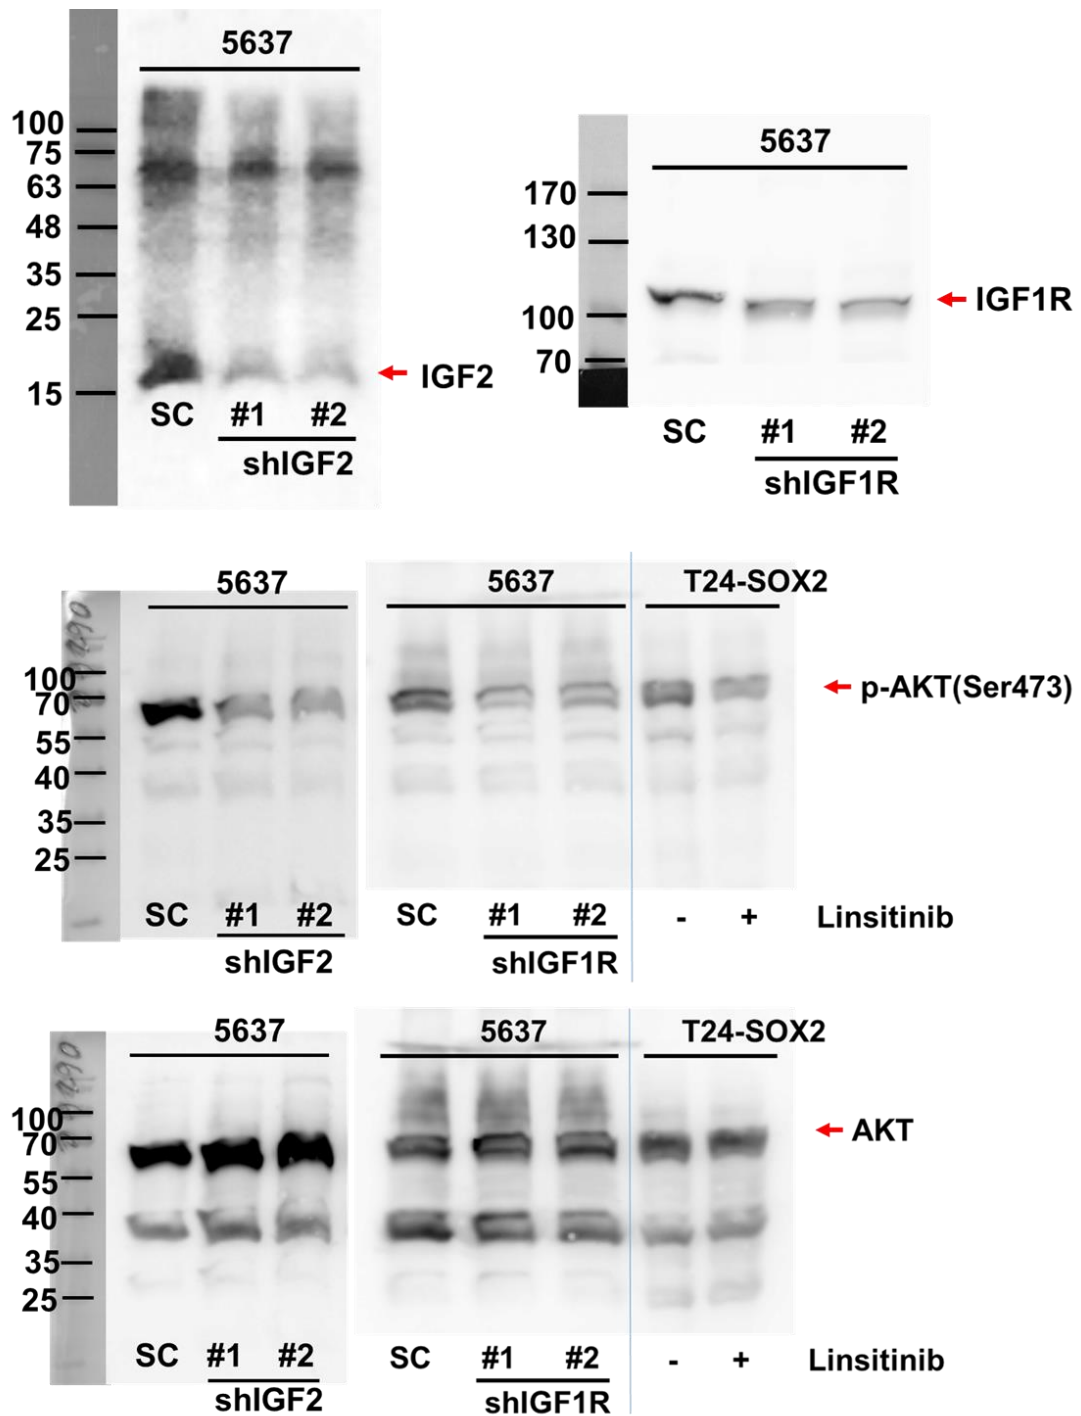 5637
100
75
63
48
35
25
15
IGF2
SC #1 #2
shIGF2
5637
170
130
100
70
IGF1R
SC #1 #2
shIGF1R
5637 5637 T24-SOX2
100
70
55
40
35
25
p-AKT(Ser473)
SC #1 #2 SC #1 #2 - + Linsitinib
shIGF2 shIGF1R
5637 5637 T24-SOX2
100
70
55
40
35
25
AKT
SC #1 #2 SC #1 #2 - + Linsitinib
shIGF2 shIGF1R